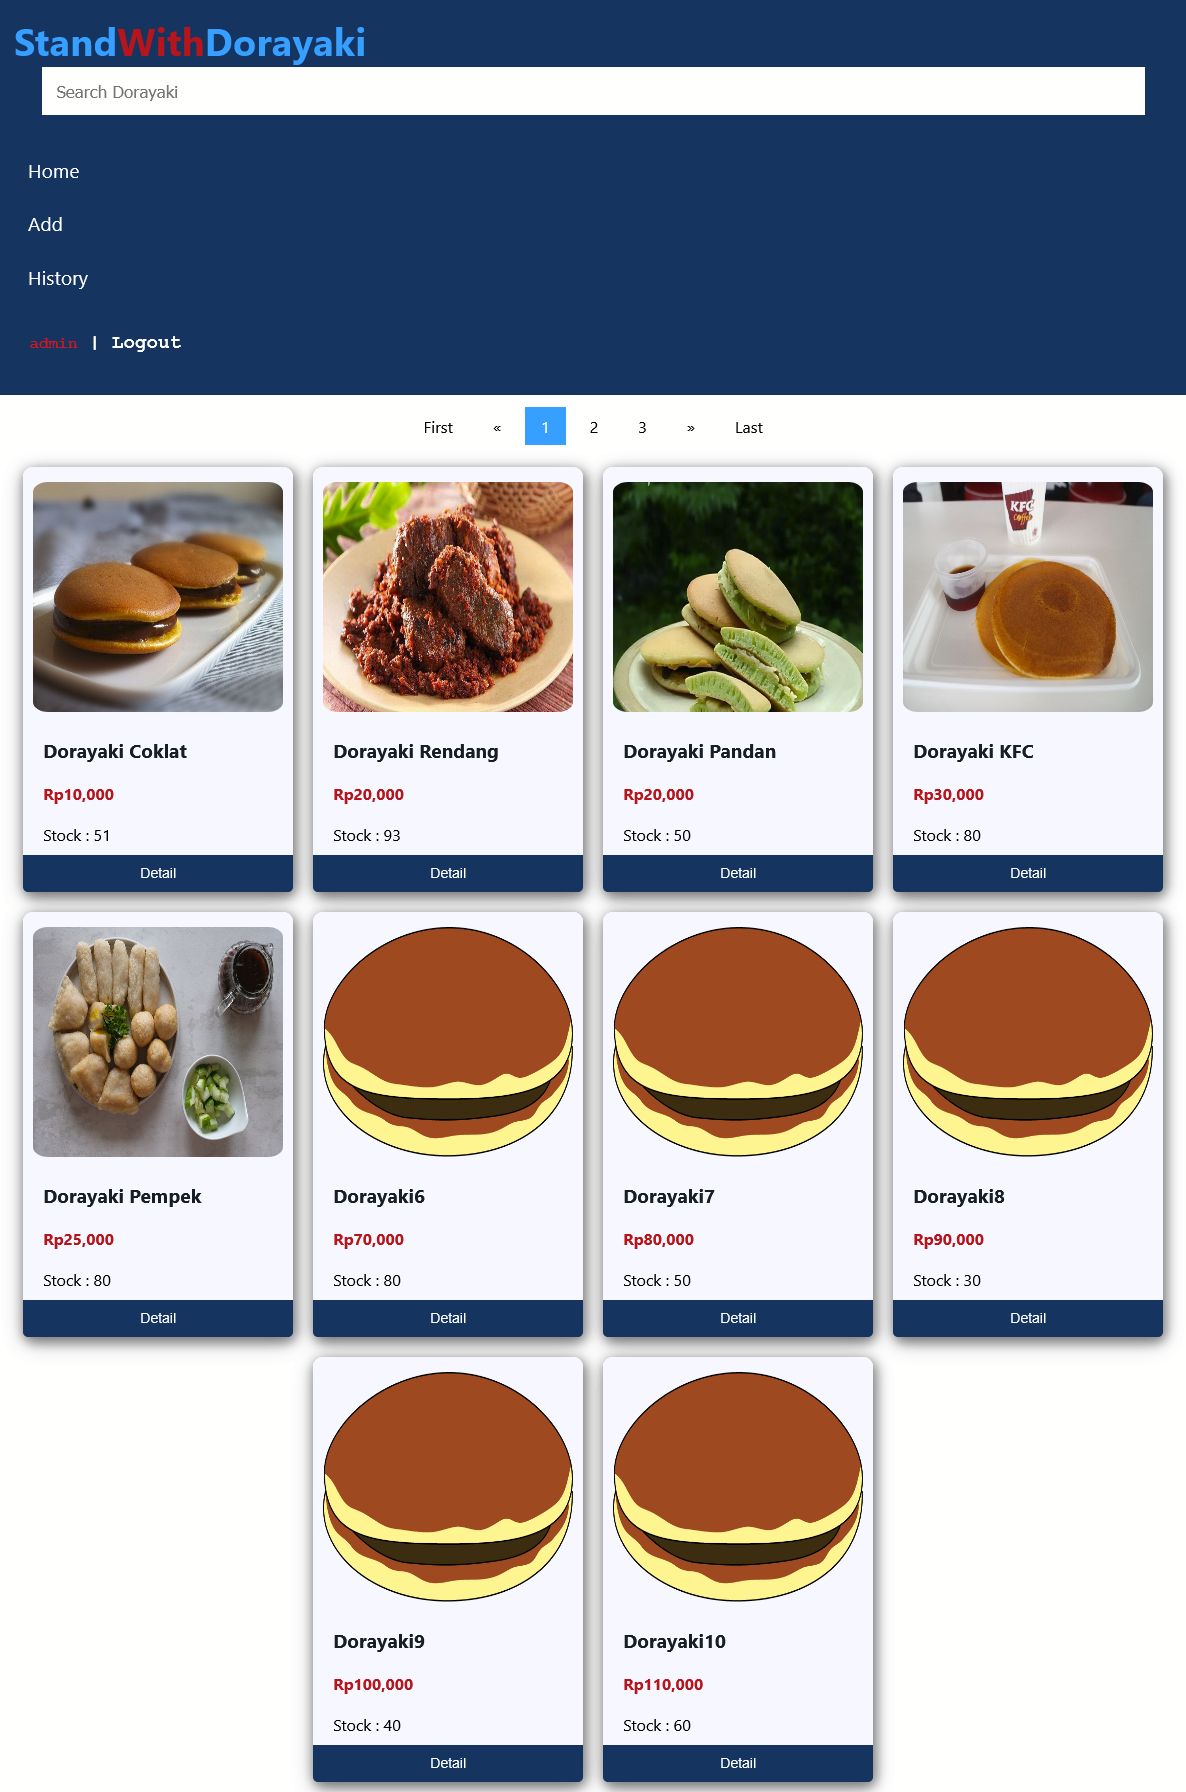 StandWithDorayaki
Search Dorayaki
Home
Add
History
admin | Logout
First « 1 2 3 » Last
KFC
Coffee
Dorayaki Coklat
Rp10,000
Stock : 51
Detail
Dorayaki Rendang
Rp20,000
Stock : 93
Detail
Dorayaki Pandan
Rp20,000
Stock : 50
Detail
Dorayaki KFC
Rp30,000
Stock : 80
Detail
Dorayaki Pempek
Rp25,000
Stock : 80
Detail
Dorayaki6
Rp70,000
Stock : 80
Detail
Dorayaki7
Rp80,000
Stock : 50
Detail
Dorayaki8
Rp90,000
Stock : 30
Detail
Dorayaki9
Rp100,000
Stock : 40
Detail
Dorayaki10
Rp110,000
Stock : 60
Detail